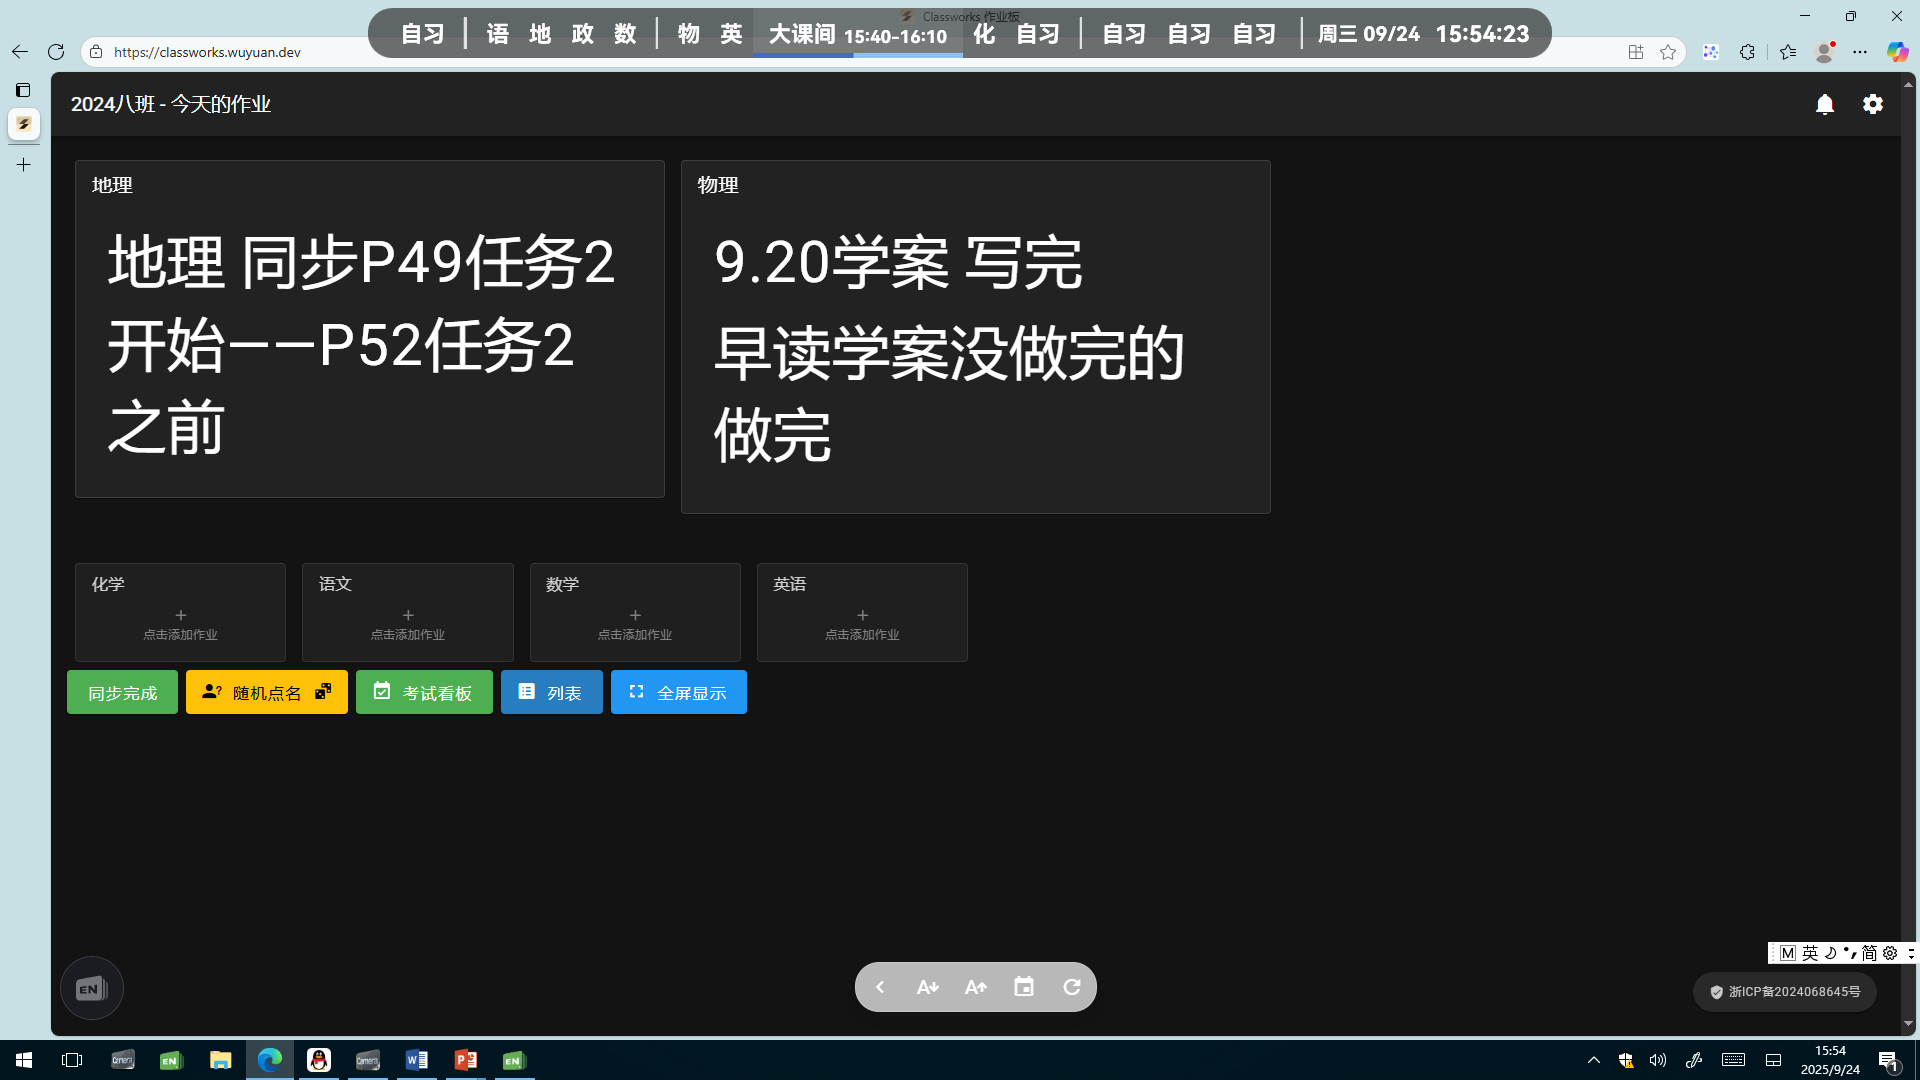 Classworks 作业板
自习 | 语 地 政 数 | 物 英 大课间 15:40-16:10 化 自习 | 自习 自习 自习 | 周三 09/24 15:54:23
https://classworks.wuyuan.dev
2024八班 - 今天的作业
地理
地理 同步P49任务2
开始——P52任务2
之前
物理
9.20学案 写完
早读学案没做完的
做完
化学
点击添加作业
语文
点击添加作业
数学
点击添加作业
英语
点击添加作业
同步完成
随机点名
考试看板
列表
全屏显示
EN
M 英 简
浙ICP备2024068645号
Camera
EN
Camera
EN
15:54
2025/9/24
1